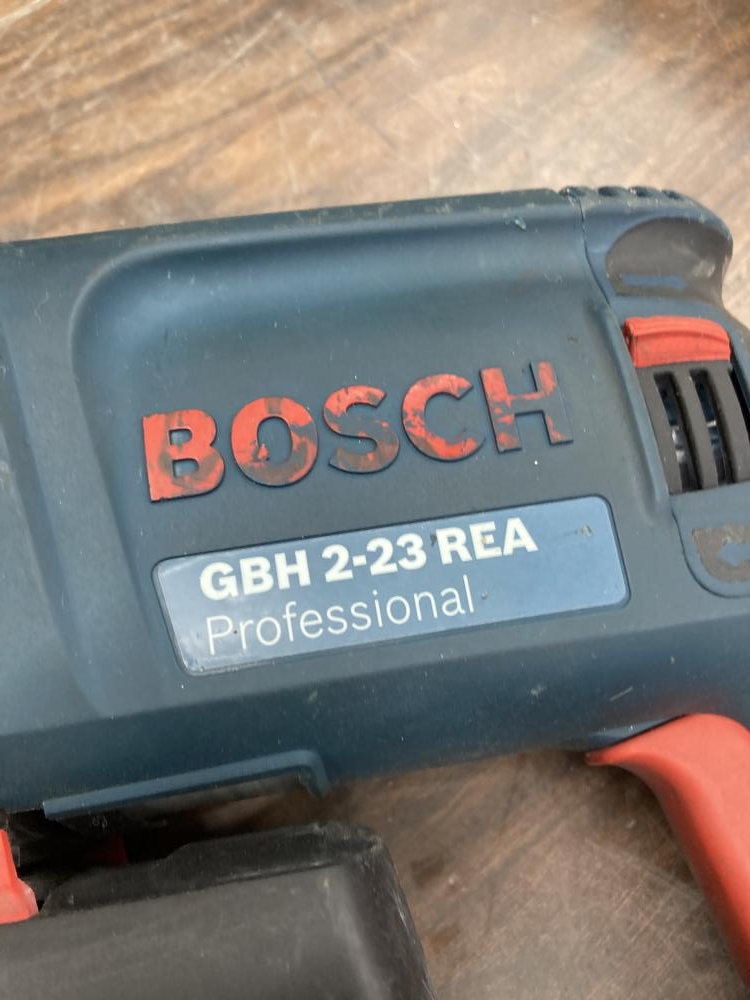 BOSCH
GBH 2-23 REA
Professional